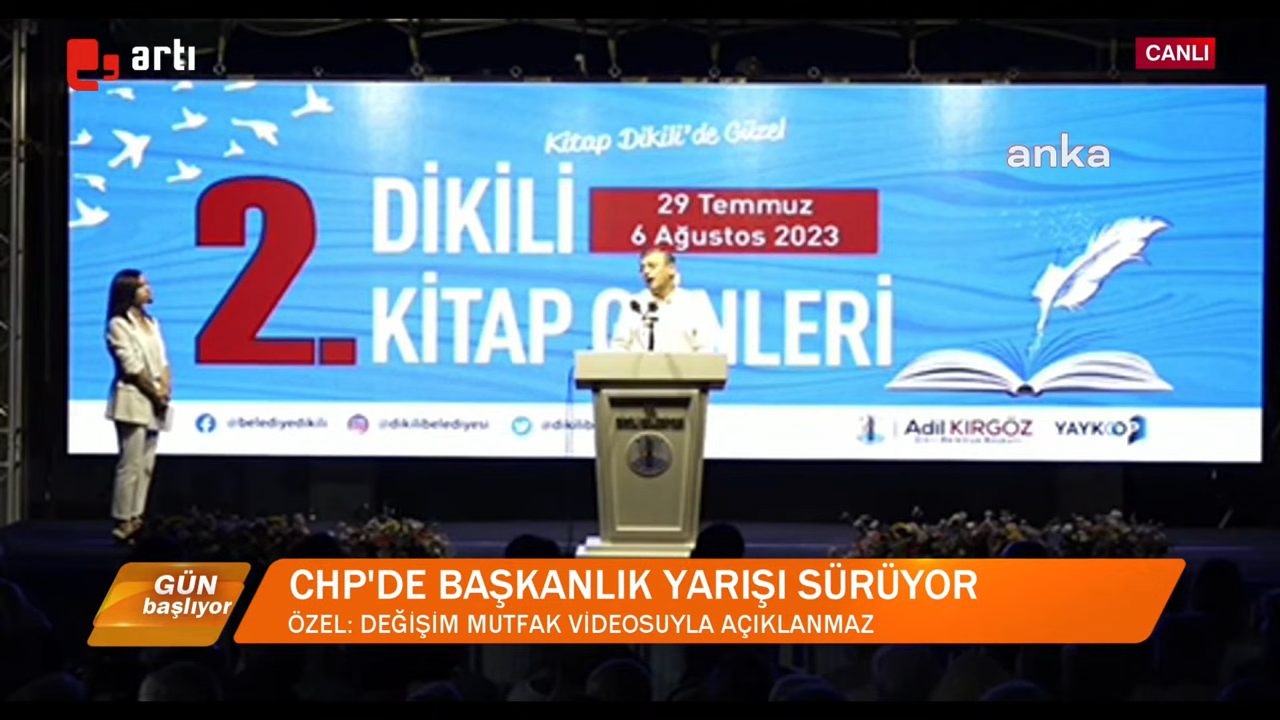 artı
CANLI
anka
Kitap Dikili'de Güzel
2. DİKİLİ
29 Temmuz
6 Ağustos 2023
KİTAP
@belediyedikili
@dikilibelediyesi
Adil KIRGÖZ
YAYKOOP
GÜN
başlıyor
CHP'DE BAŞKANLIK YARIŞI SÜRÜYOR
ÖZEL: DEĞİŞİM MUTFAK VİDEOSUYLA AÇIKLANMAZ